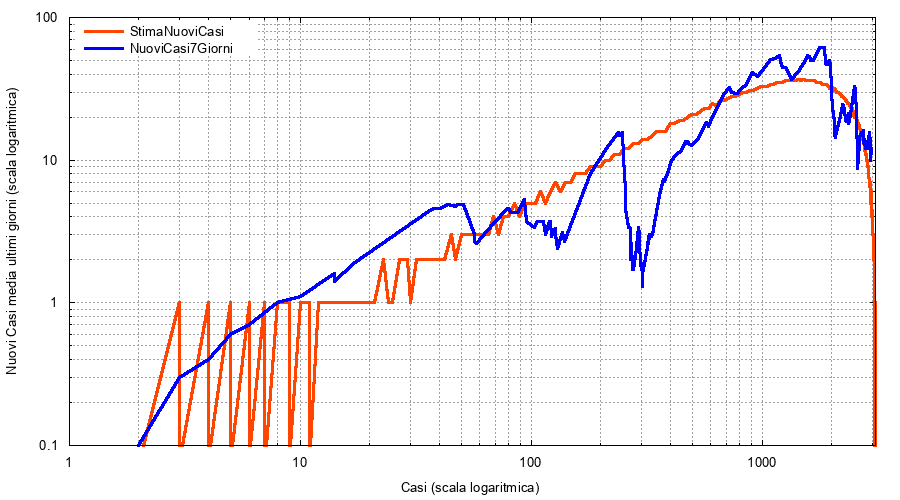 StimaNuoviCasi
NuoviCasi7Giorni
Nuovi Casi media ultimi giorni (scala logaritmica)
100
10
1
0.1
1 10 100 1000
Casi (scala logaritmica)